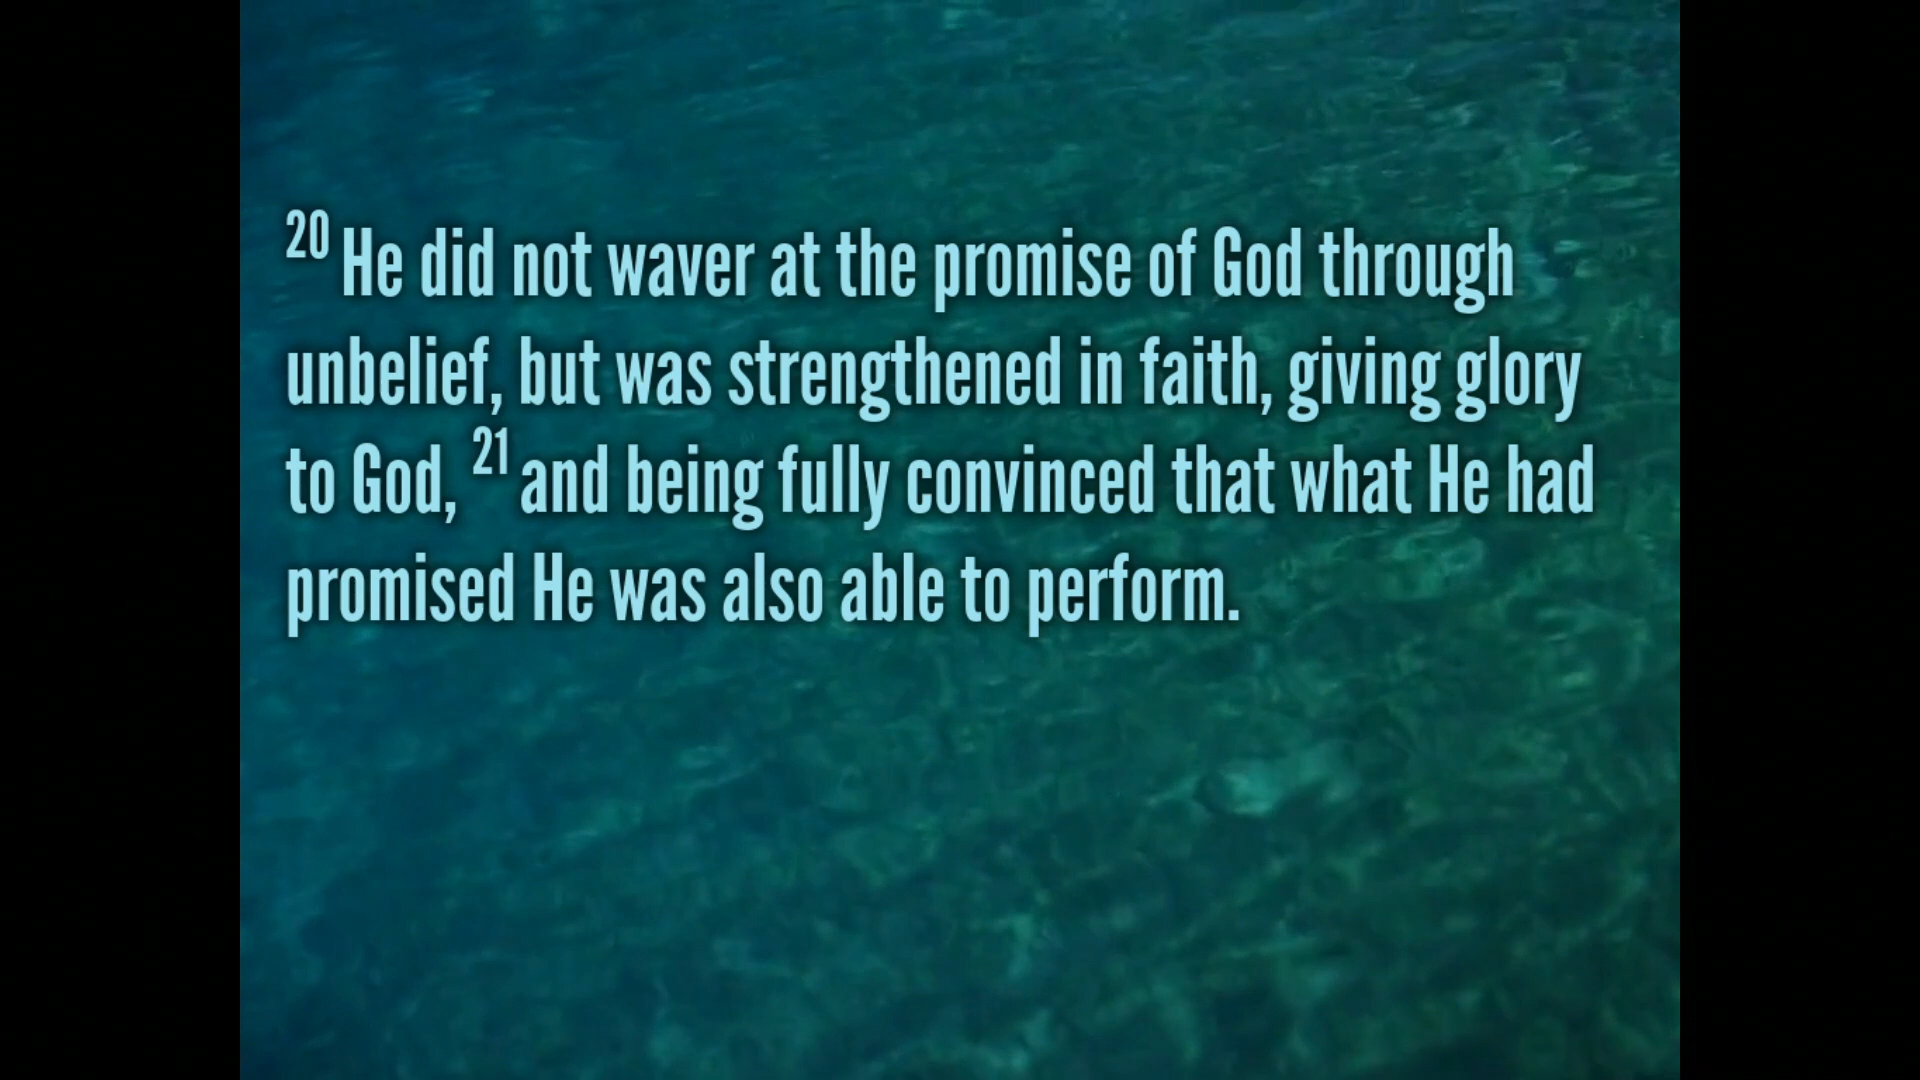 20 He did not waver at the promise of God through
unbelief, but was strengthened in faith, giving glory
to God, 21 and being fully convinced that what He had
promised He was also able to perform.